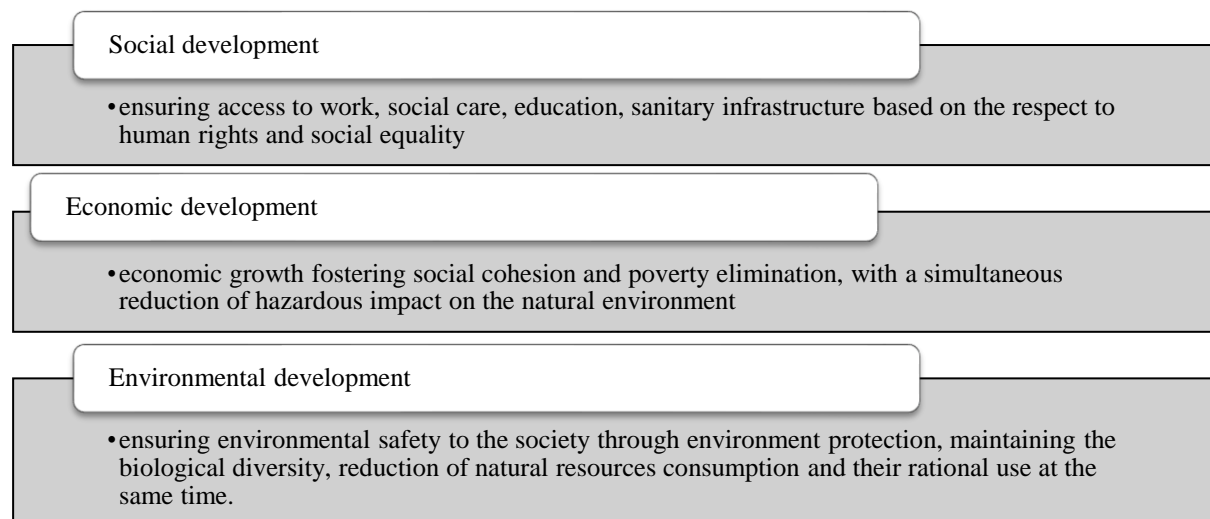 Social development
•ensuring access to work, social care, education, sanitary infrastructure based on the respect to
human rights and social equality
Economic development
•economic growth fostering social cohesion and poverty elimination, with a simultaneous
reduction of hazardous impact on the natural environment
Environmental development
•ensuring environmental safety to the society through environment protection, maintaining the
biological diversity, reduction of natural resources consumption and their rational use at the
same time.